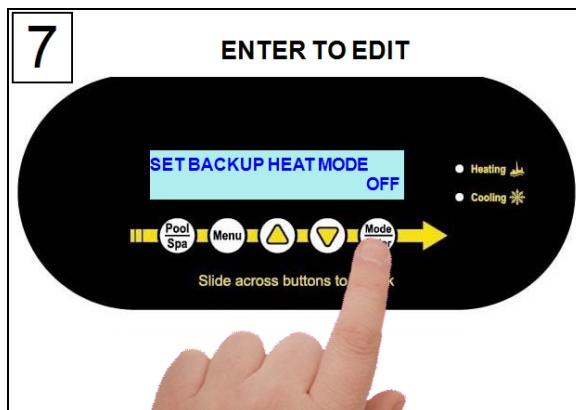 7
ENTER TO EDIT
SET BACKUP HEAT MODE
OFF
Heating
Cooling
Pool
Spa
Menu
Mode
Slide across buttons to